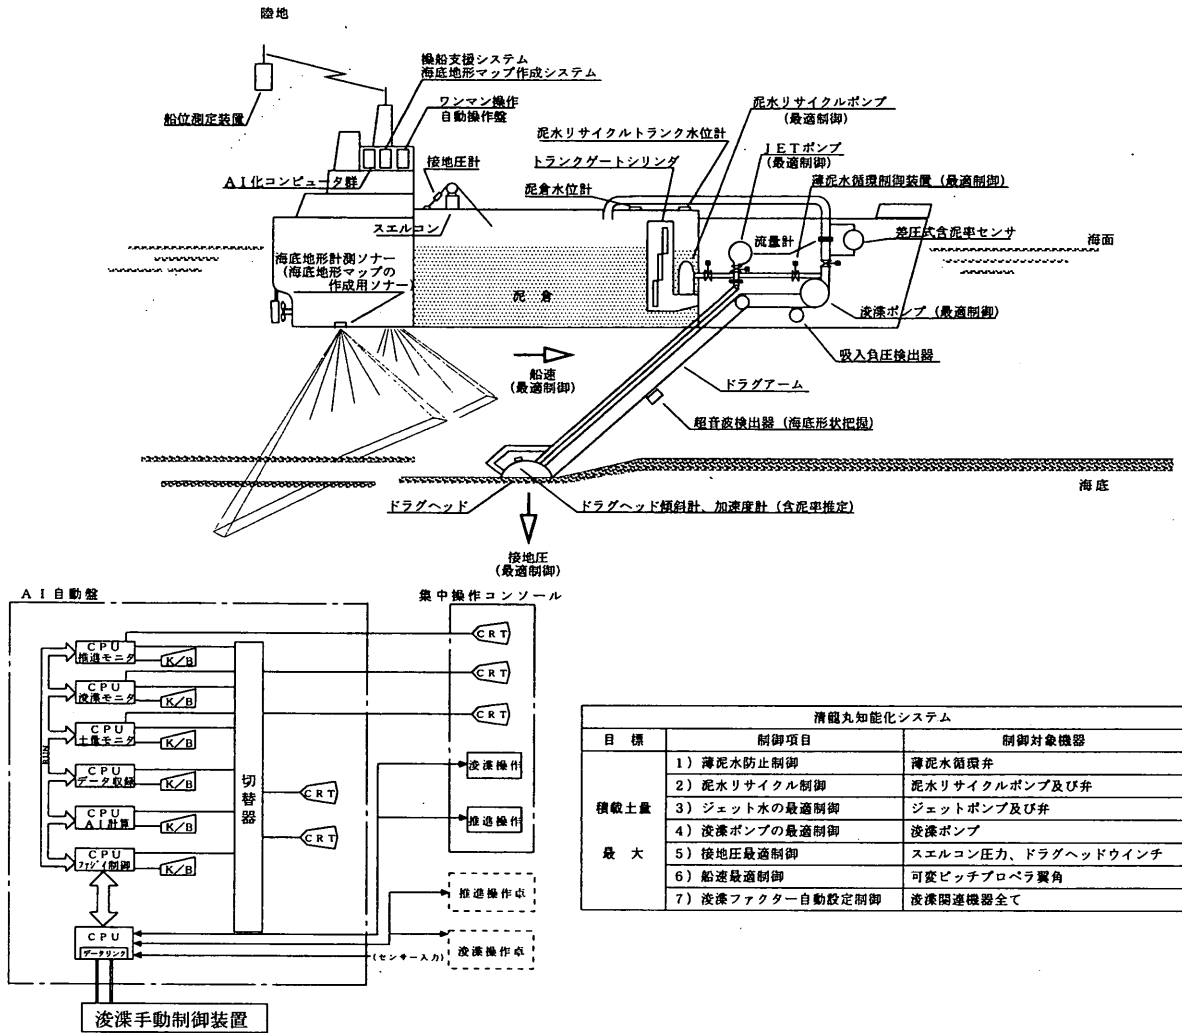 陸地
操船支援システム
海底地形マップ作成システム
船位測定装置
ワンマン操作
自動操作盤
AI化コンピュータ群
接地圧計
スエルコン
泥水リサイクルポンプ
(最適制御)
泥水リサイクルトランク水位計
トランクゲートシリンダ
泥倉水位計
JETポンプ
(最適制御)
薄泥水循環制御装置(最適制御)
流量計
差圧式含泥率センサ
海面
海底地形計測ソナー
(海底地形マップの
作成用ソナー)
泥倉
浚渫ポンプ(最適制御)
吸入負圧検出器
船速
(最適制御)
ドラグアーム
超音波検出器(海底形状把握)
海底
ドラグヘッド
ドラグヘッド傾斜計、加速度計(含泥率推定)
接地圧
(最適制御)
AI自動盤
集中操作コンソール
CPU
推進モニタ
K/B
CPU
浚渫モニタ
K/B
CPU
土量モニタ
K/B
CPU
データ収録
K/B
CPU
AI計算
K/B
CPU
ファジイ制御
K/B
RUN
切替器
CRT
CRT
CRT
CRT
CRT
浚渫操作
推進操作
推進操作卓
浚渫操作卓
(センサー入力)
CPU
データリンク
浚渫手動制御装置
清龍丸知能化システム
目標 制御項目 制御対象機器
積載土量
最大
1)薄泥水防止制御 薄泥水循環弁
2)泥水リサイクル制御 泥水リサイクルポンプ及び弁
3)ジェット水の最適制御 ジェットポンプ及び弁
4)浚渫ポンプの最適制御 浚渫ポンプ
5)接地圧最適制御 スエルコン圧力、ドラグヘッドウインチ
6)船速最適制御 可変ピッチプロペラ翼角
7)浚渫ファクター自動設定制御 浚渫関連機器全て